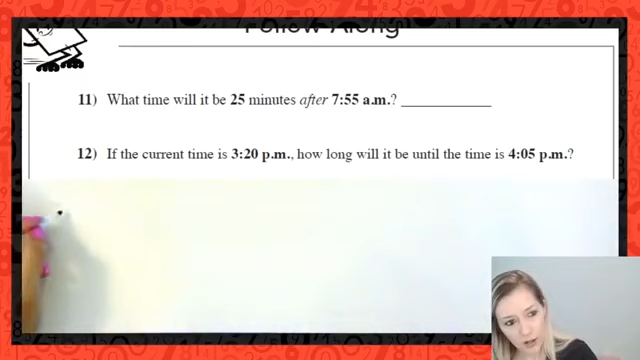 Follow Along
11) What time will it be 25 minutes after 7:55 a.m.? __________
12) If the current time is 3:20 p.m., how long will it be until the time is 4:05 p.m.?